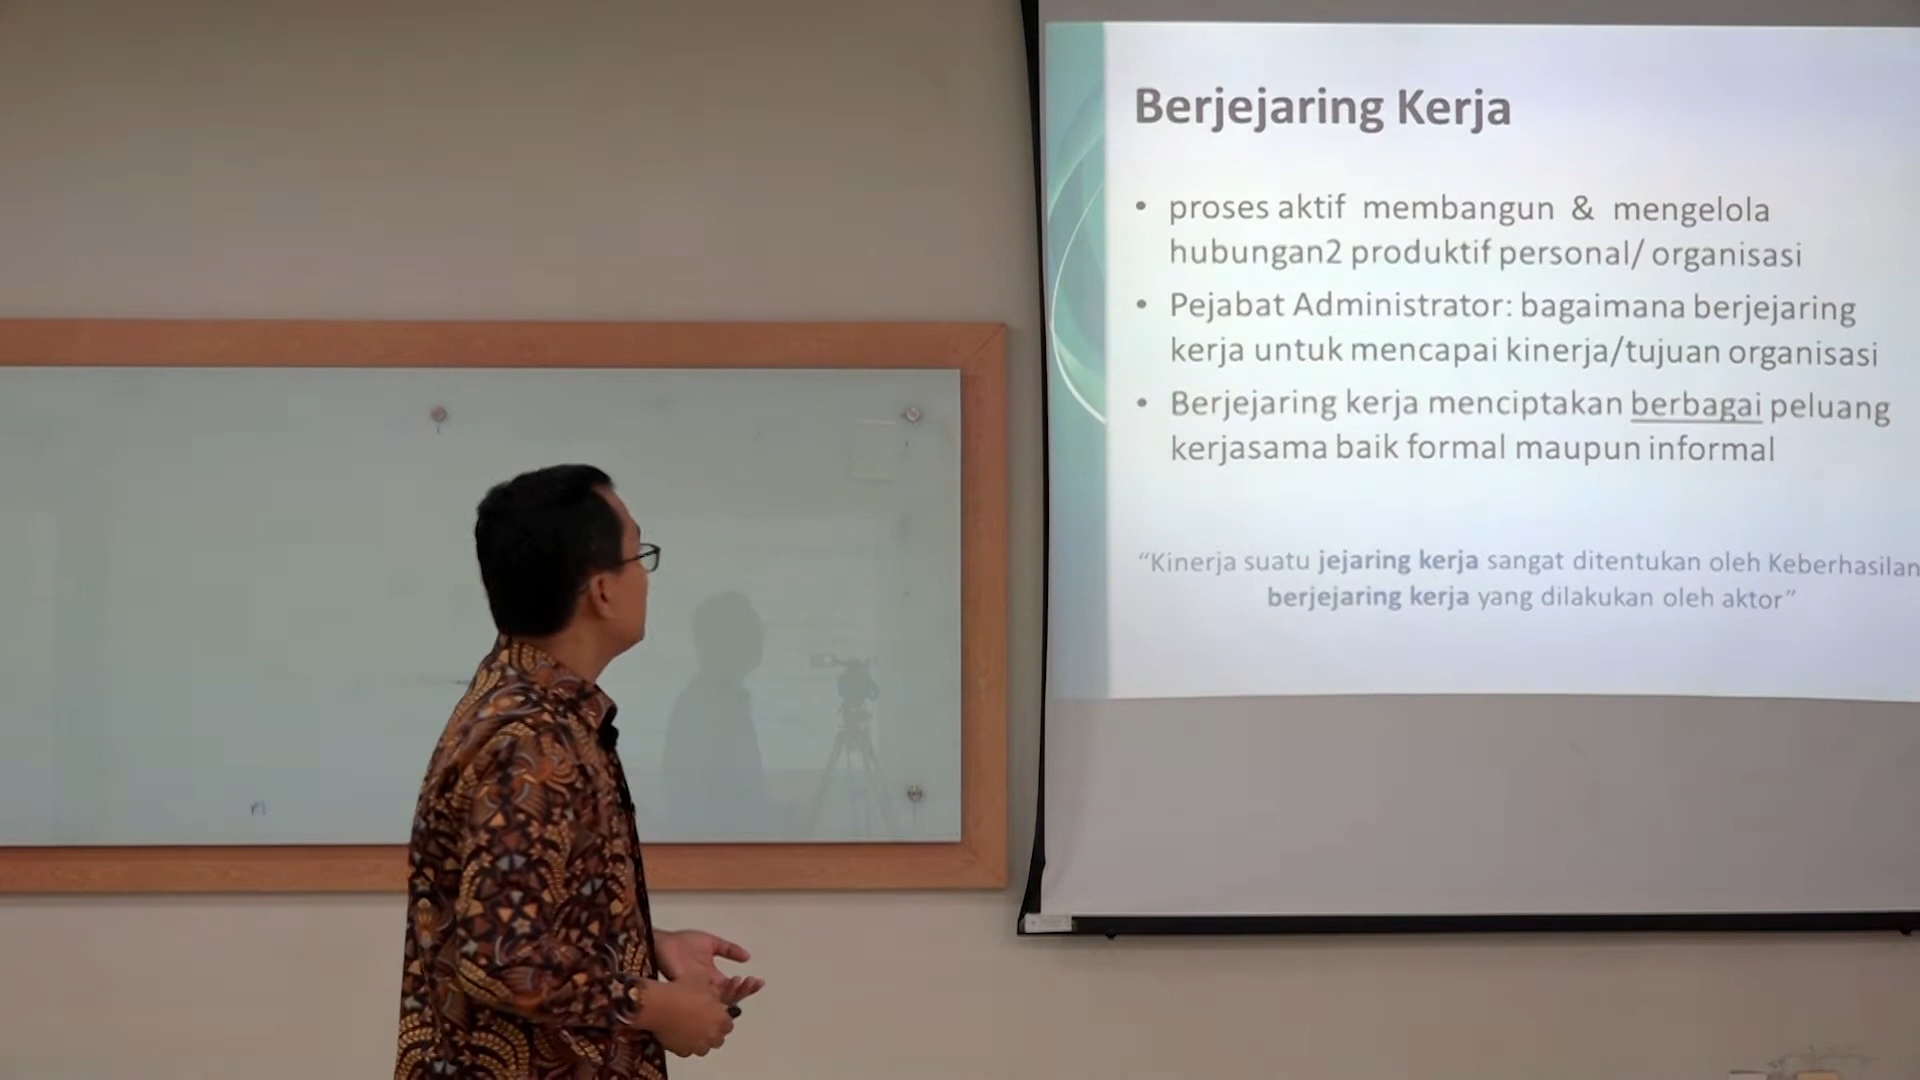 Berjejaring Kerja
• proses aktif membangun & mengelola
hubungan2 produktif personal/ organisasi
• Pejabat Administrator: bagaimana berjejaring
kerja untuk mencapai kinerja/tujuan organisasi
• Berjejaring kerja menciptakan berbagai peluang
kerjasama baik formal maupun informal
“Kinerja suatu jejaring kerja sangat ditentukan oleh Keberhasilan
berjejaring kerja yang dilakukan oleh aktor”